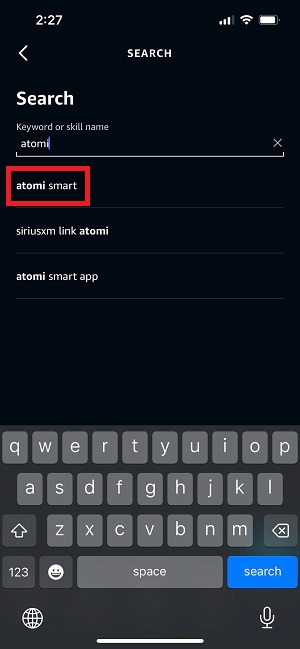 2:27
SEARCH
Search
Keyword or skill name
atomi
atomi smart
siriusxm link atomi
atomi smart app
q w e r t y u i o p
a s d f g h j k l
z x c v b n m
123 space search